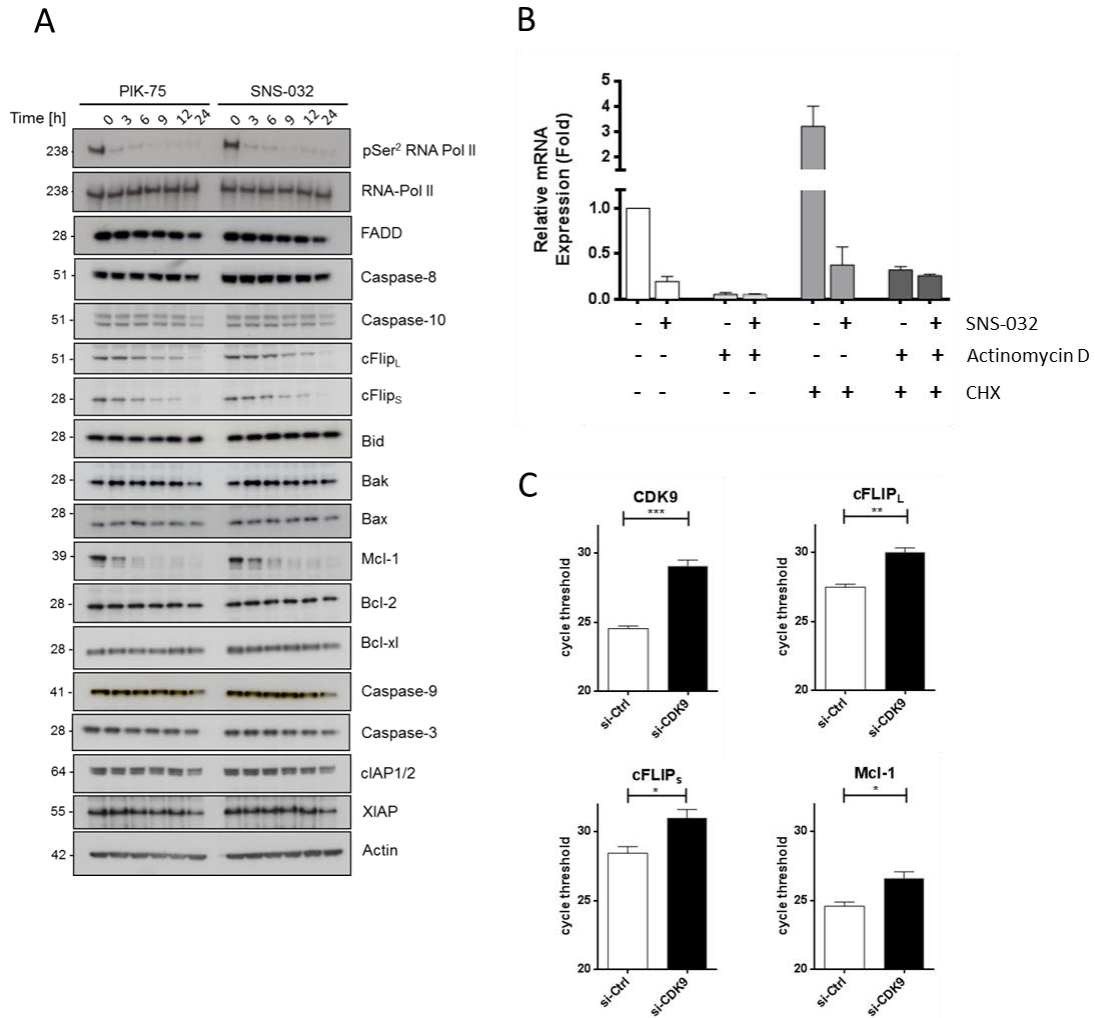 A
PIK-75 SNS-032
Time [h] 0 3 6 9 12 24 0 3 6 9 12 24
238 pSer² RNA Pol II
238 RNA-Pol II
28 FADD
51 Caspase-8
51 Caspase-10
51 cFlipL
28 cFlipS
28 Bid
28 Bak
28 Bax
39 Mcl-1
28 Bcl-2
28 Bcl-xl
41 Caspase-9
28 Caspase-3
64 cIAP1/2
55 XIAP
42 Actin
B
Relative mRNA
Expression (Fold)
5
4
3
2
1.0
0.5
0.0
- + - + - + - + SNS-032
- - + + - - + + Actinomycin D
- - - - + + + + CHX
C
CDK9
***
cycle threshold
30
25
20
si-Ctrl si-CDK9
cFLIPL
**
cycle threshold
30
25
20
si-Ctrl si-CDK9
cFLIPs
*
cycle threshold
30
25
20
si-Ctrl si-CDK9
Mcl-1
*
cycle threshold
30
25
20
si-Ctrl si-CDK9